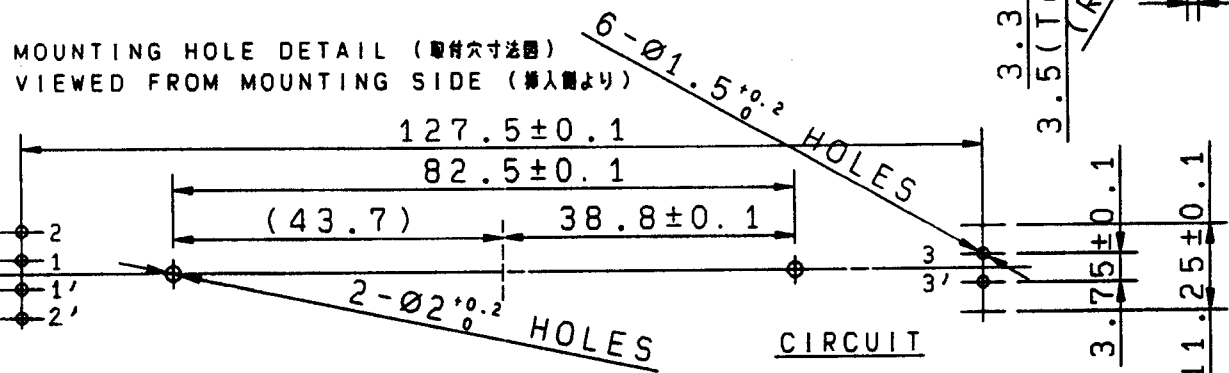 MOUNTING HOLE DETAIL (取付穴寸法図)
VIEWED FROM MOUNTING SIDE (挿入側より)
6-Ø1.5 +0.2 0 HOLES
3.3
3.5(T
(R
127.5±0.1
82.5±0.1
(43.7)
38.8±0.1
2
1
1'
2'
3
3'
2-Ø2 +0.2 0 HOLES
CIRCUIT
3.75±0.1
11.25±0.1